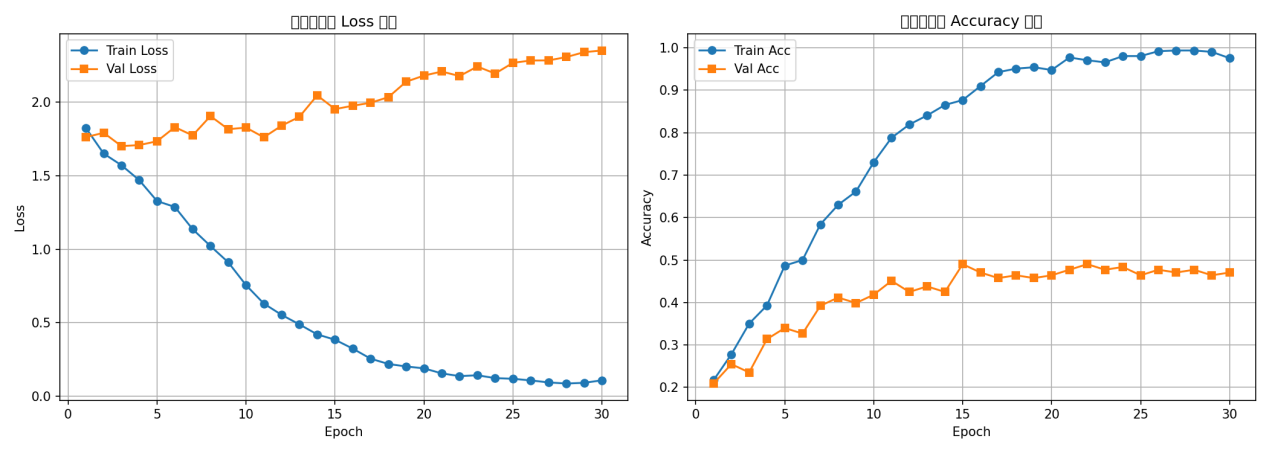 Loss
Train Loss
Val Loss
2.0
1.5
1.0
0.5
0.0
Loss
0 5 10 15 20 25 30
Epoch
Accuracy
Train Acc
Val Acc
1.0
0.9
0.8
0.7
0.6
0.5
0.4
0.3
0.2
Accuracy
0 5 10 15 20 25 30
Epoch